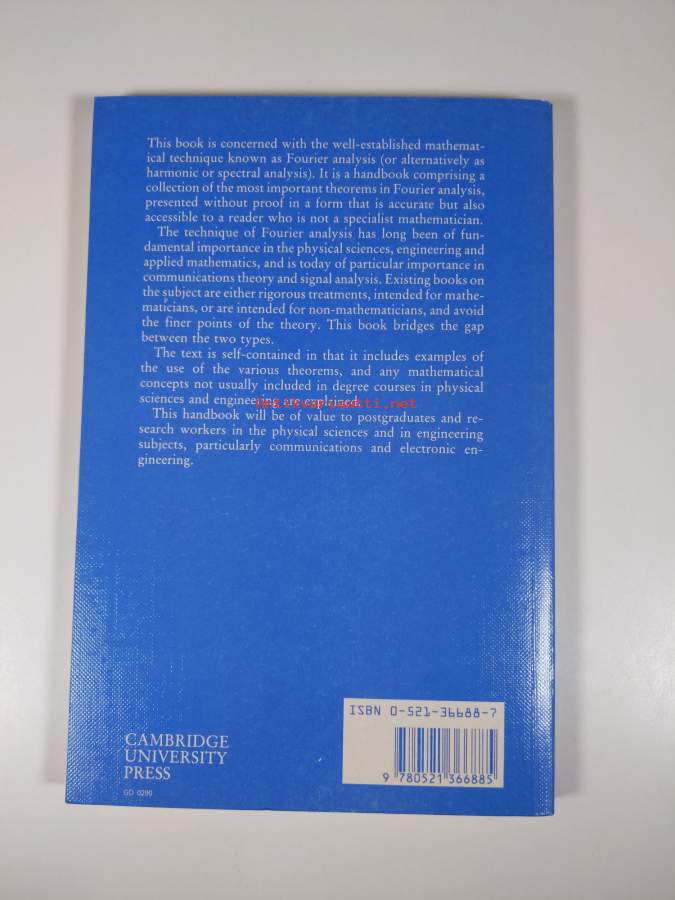 This book is concerned with the well-established mathemat-
ical technique known as Fourier analysis (or alternatively as
harmonic or spectral analysis). It is a handbook comprising a
collection of the most important theorems in Fourier analysis,
presented without proof in a form that is accurate but also
accessible to a reader who is not a specialist mathematician.
The technique of Fourier analysis has long been of fun-
damental importance in the physical sciences, engineering and
applied mathematics, and is today of particular importance in
communications theory and signal analysis. Existing books on
the subject are either rigorous treatments, intended for mathe-
maticians, or are intended for non-mathematicians, and avoid
the finer points of the theory. This book bridges the gap
between the two types.
The text is self-contained in that it includes examples of
the use of the various theorems, and any mathematical
concepts not usually included in degree courses in physical
sciences and engineering are explained.
This handbook will be of value to postgraduates and re-
search workers in the physical sciences and in engineering
subjects, particularly communications and electronic en-
gineering.
ISBN 0-521-36688-7
9 780521 366885
CAMBRIDGE
UNIVERSITY
PRESS
GD 0290